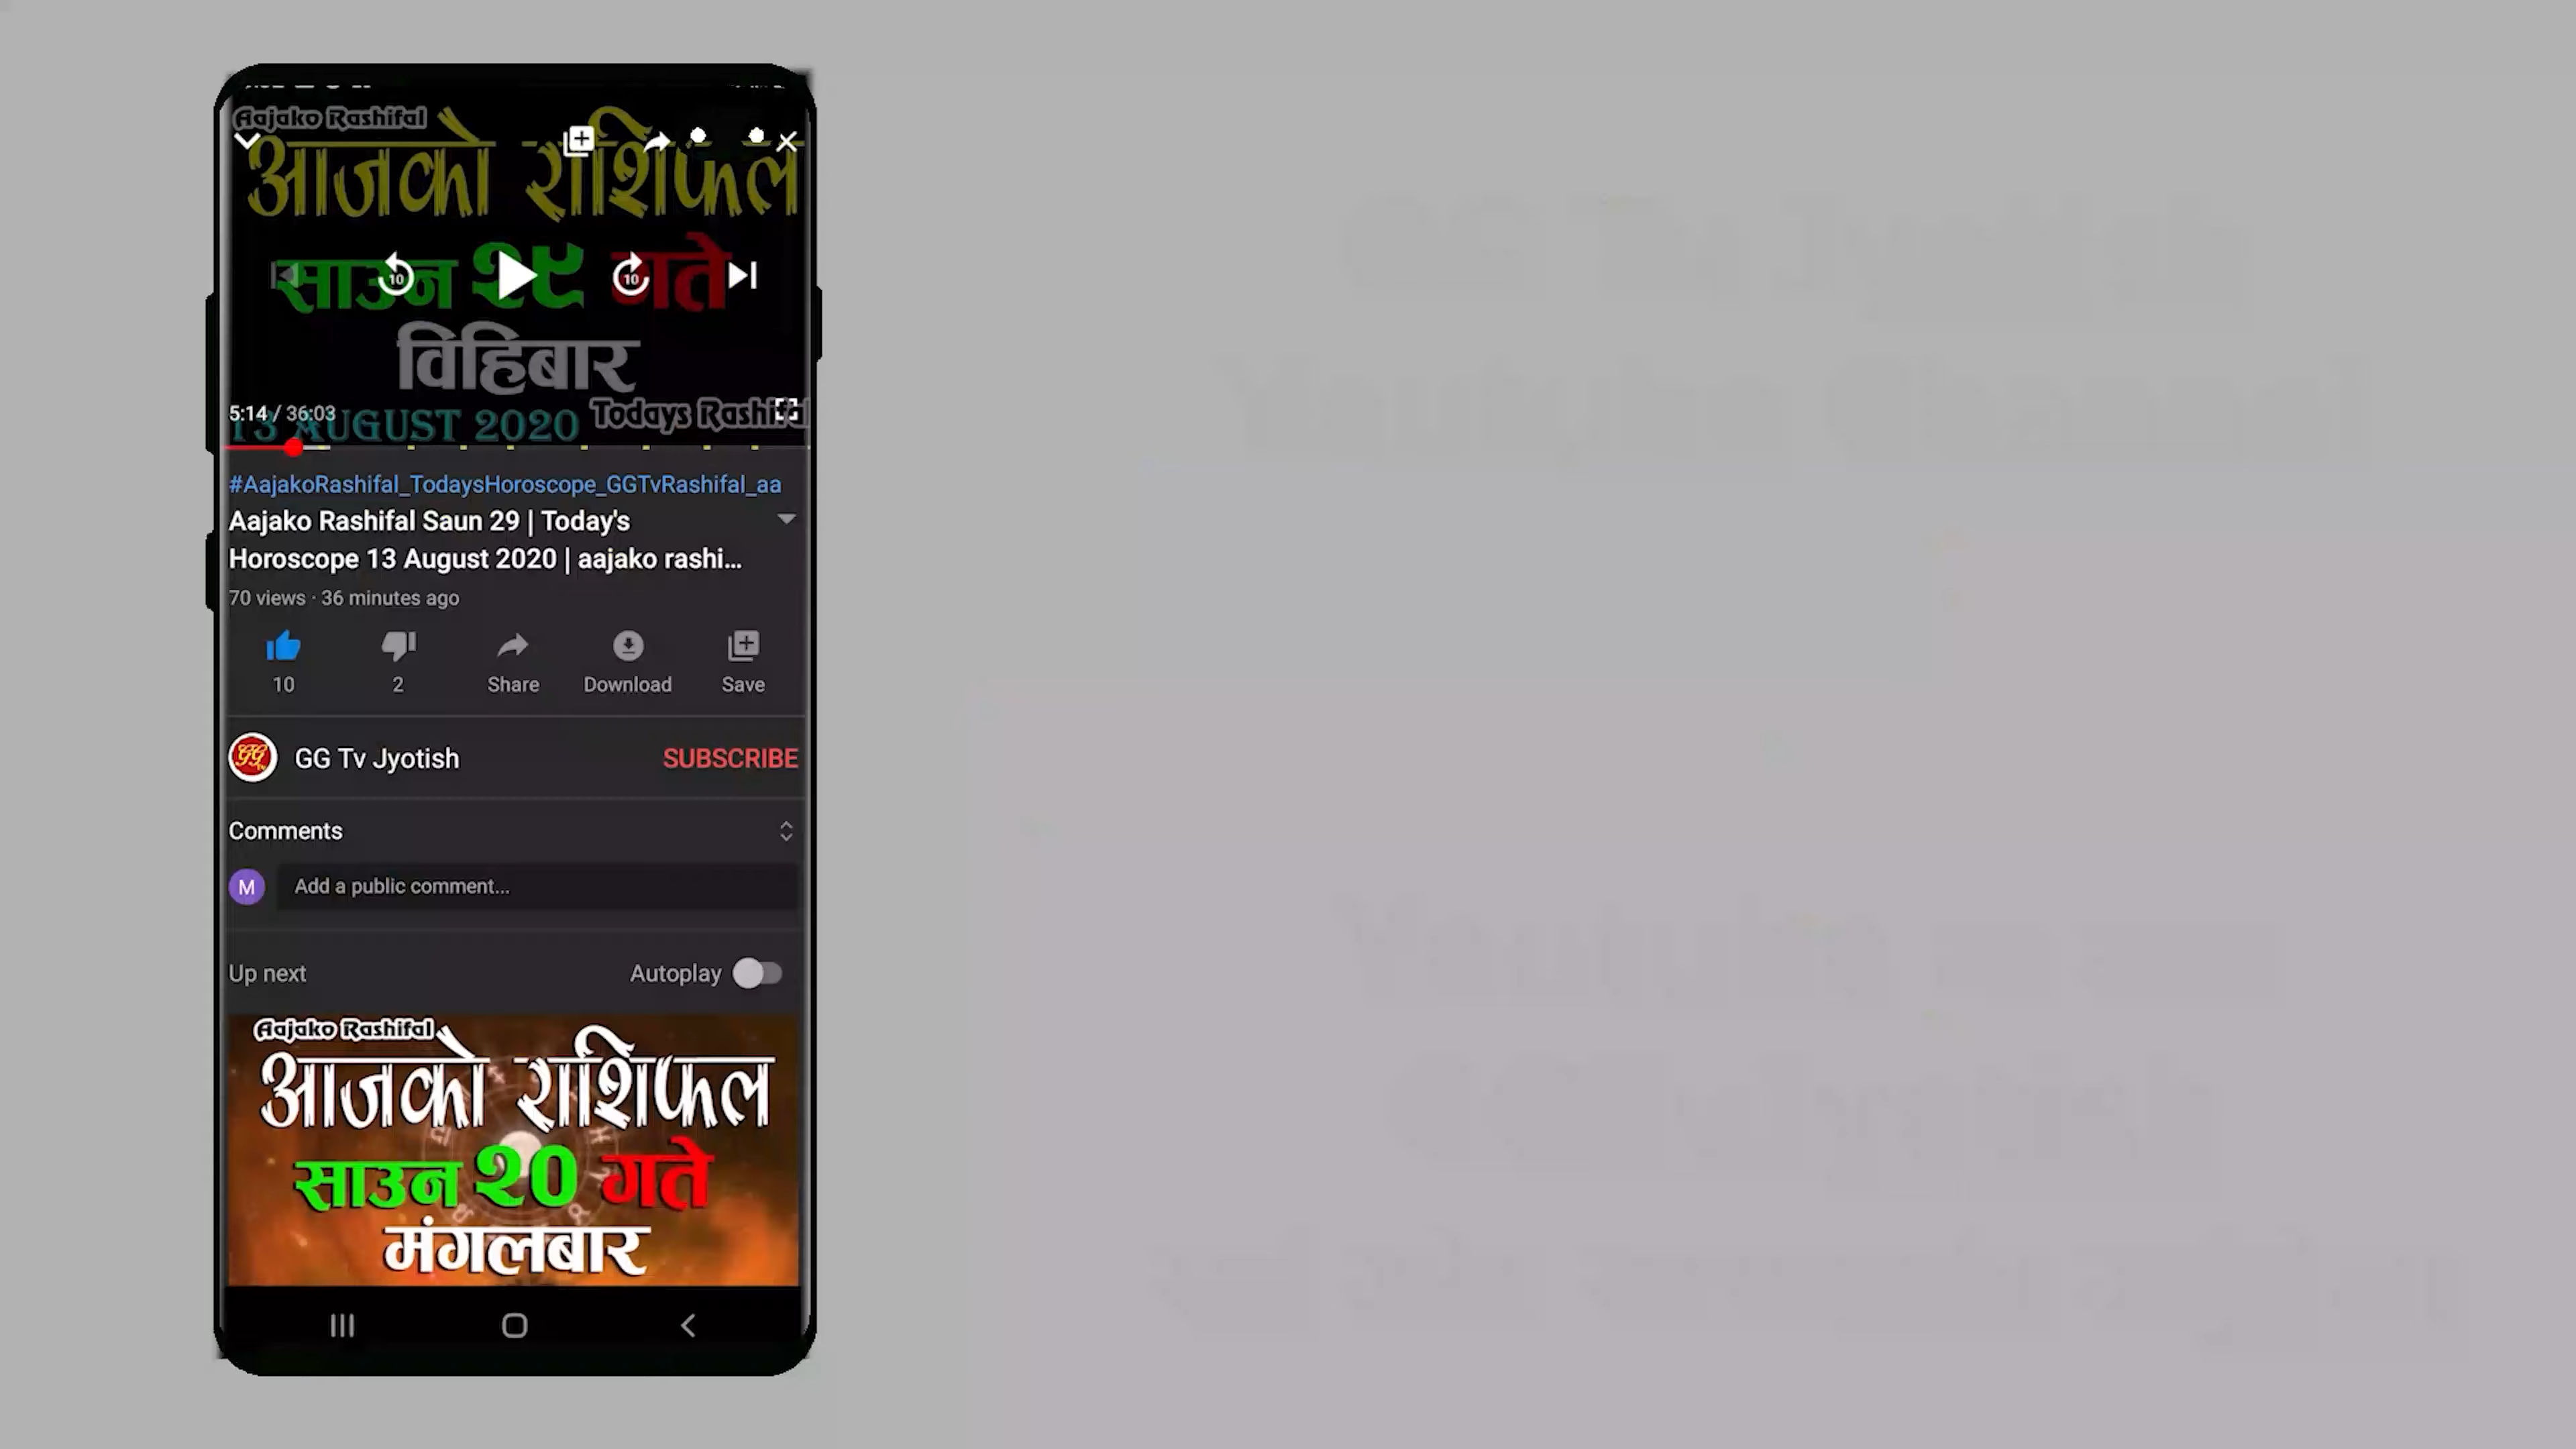 Aajako Rashifal
आजको राशिफल
साउन २९ गते
विहिबार
5:14 / 36:03
13 AUGUST 2020
Todays Rashifal
#AajakoRashifal_TodaysHoroscope_GGTvRashifal_aa
Aajako Rashifal Saun 29 | Today's
Horoscope 13 August 2020 | aajako rashi...
70 views · 36 minutes ago
10 2 Share Download Save
GG Tv Jyotish SUBSCRIBE
Comments
M Add a public comment...
Up next Autoplay
Aajako Rashifal
आजको राशिफल
साउन २० गते
मंगलबार